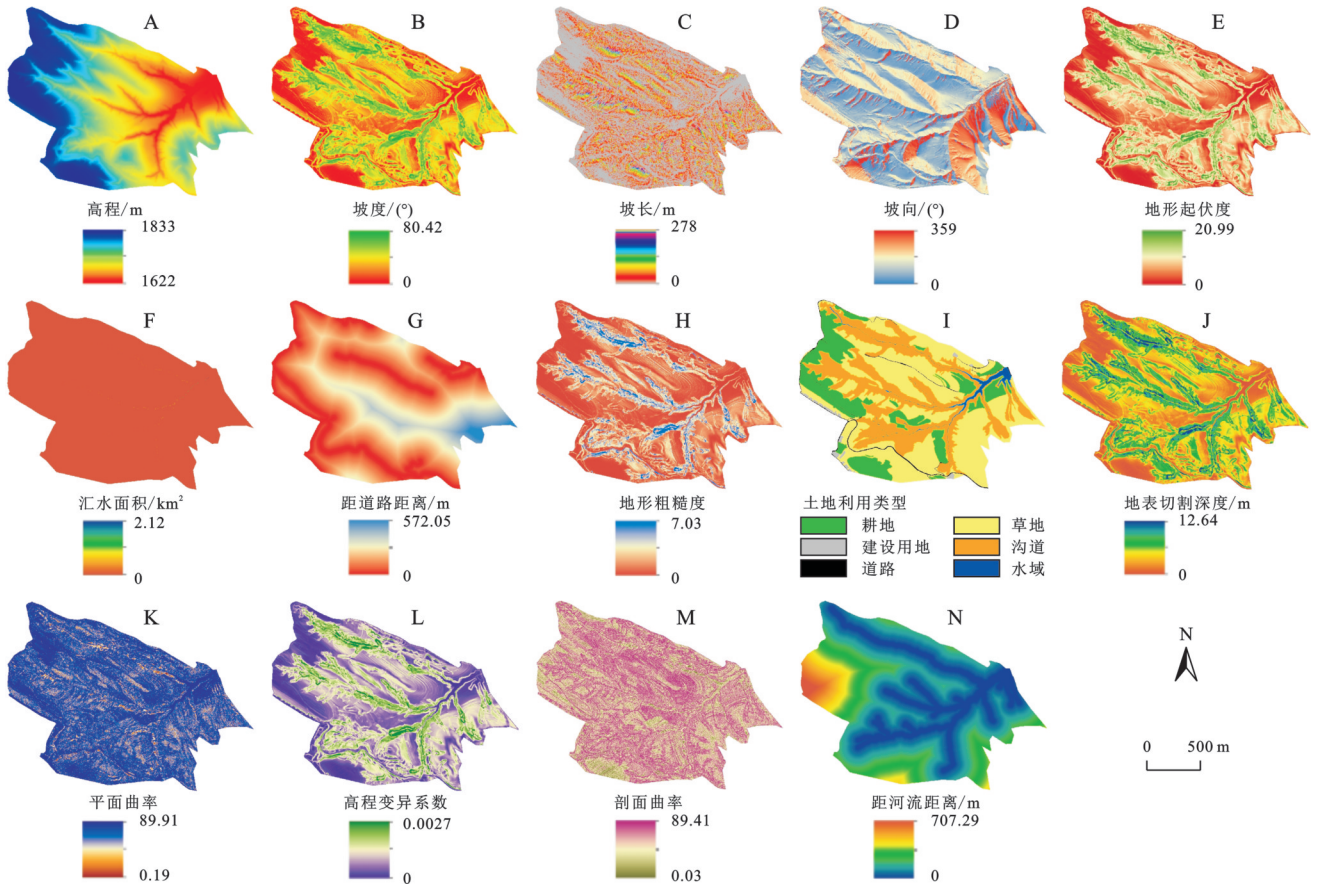 A
B
C
D
E
高程/m
1833
1622
坡度/(°)
80.42
0
坡长/m
278
0
坡向/(°)
359
0
地形起伏度
20.99
0
F
G
H
I
J
汇水面积/km²
2.12
0
距道路距离/m
572.05
0
地形粗糙度
7.03
0
土地利用类型
耕地
草地
建设用地
沟道
道路
水域
地表切割深度/m
12.64
0
K
L
M
N
平面曲率
89.91
0.19
高程变异系数
0.0027
0
剖面曲率
89.41
0.03
距河流距离/m
707.29
0
N
0 500 m